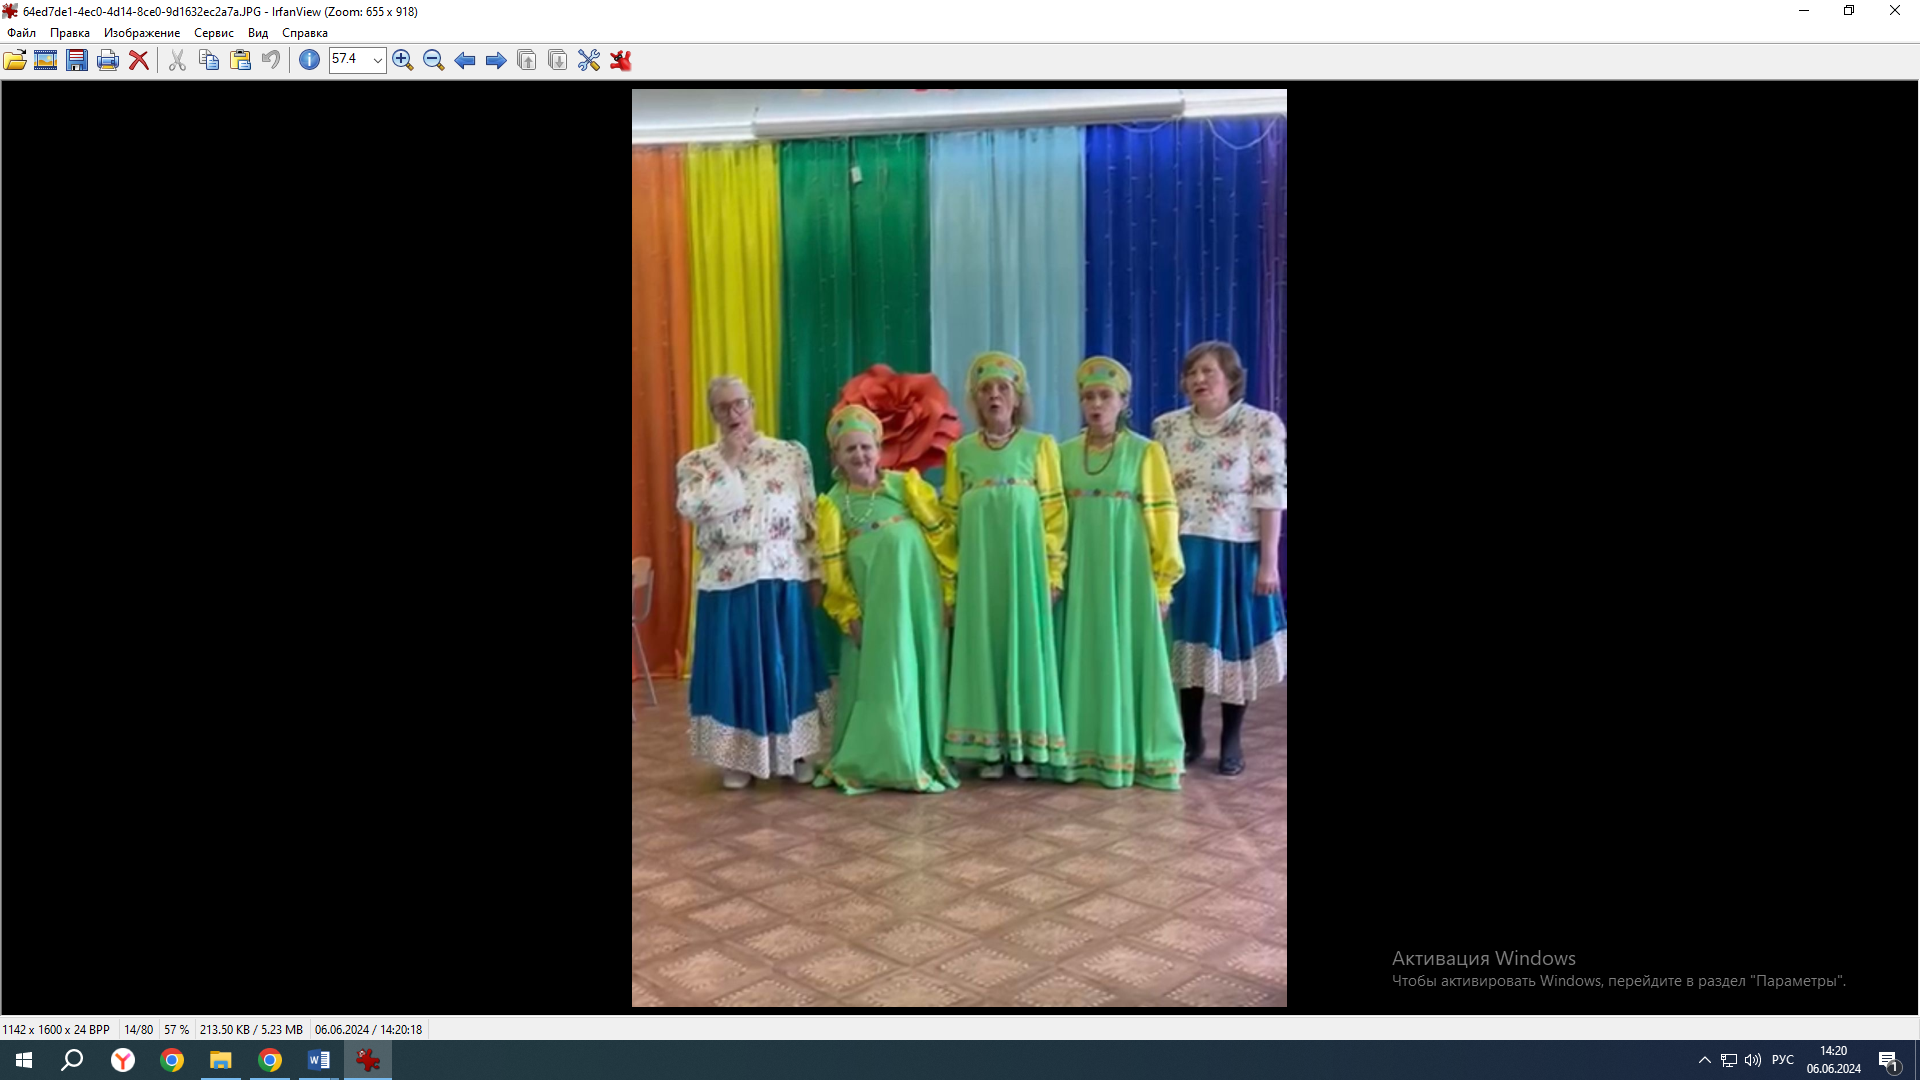 64ed7de1-4ec0-4d14-8ce0-9d1632ec2a7a.JPG - IrfanView (Zoom: 655 x 918)
Файл Правка Изображение Сервис Вид Справка
57.4
Активация Windows
Чтобы активировать Windows, перейдите в раздел "Параметры".
1142 x 1600 x 24 BPP 14/80 57 % 213.50 KB / 5.23 MB 06.06.2024 / 14:20:18
РУС 14:20
06.06.2024 1